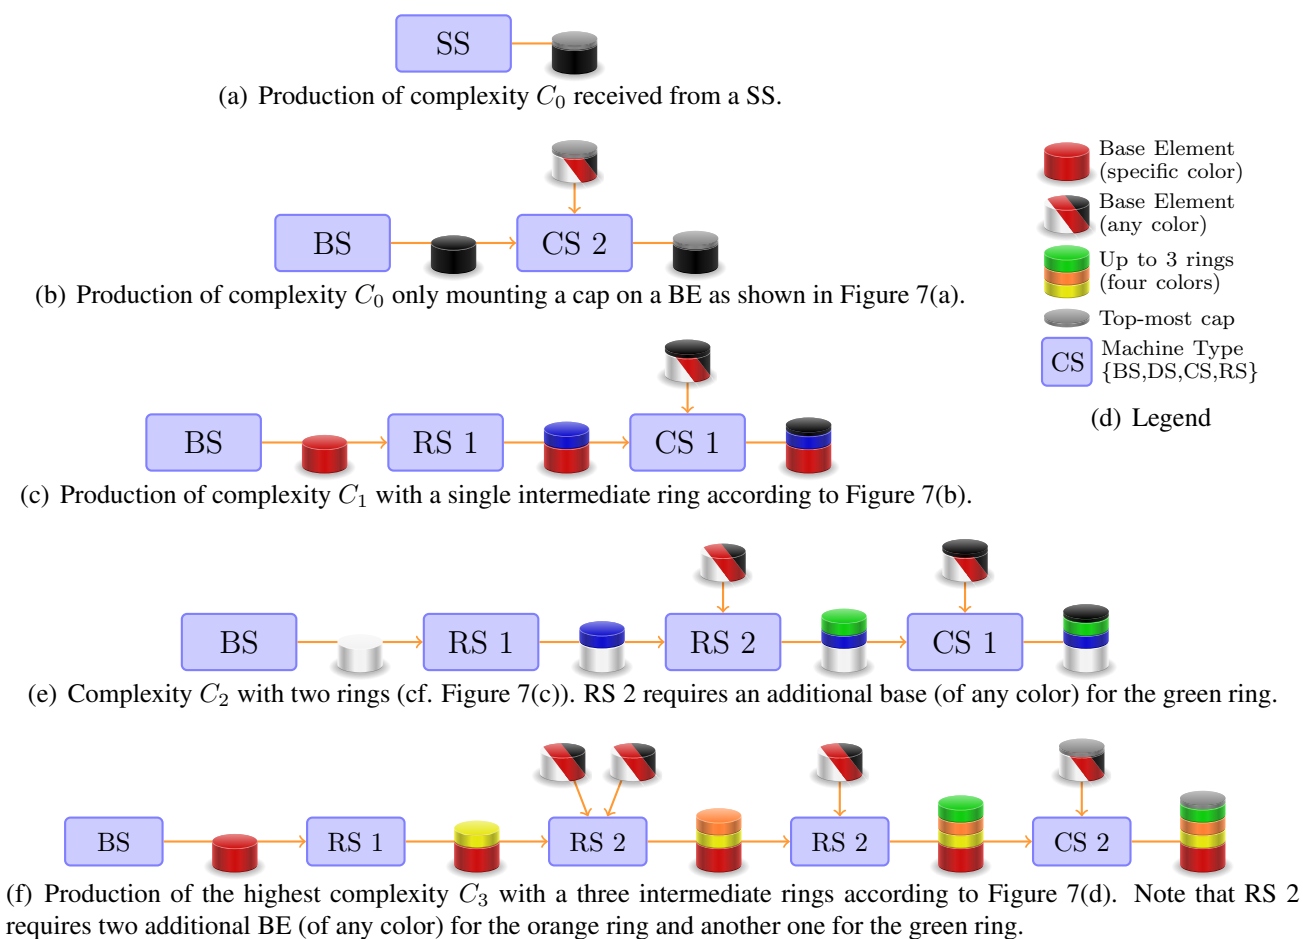 SS
(a) Production of complexity C0 received from a SS.
BS
CS 2
(b) Production of complexity C0 only mounting a cap on a BE as shown in Figure 7(a).
Base Element
(specific color)
Base Element
(any color)
Up to 3 rings
(four colors)
Top-most cap
CS
Machine Type
{BS,DS,CS,RS}
(d) Legend
BS
RS 1
CS 1
(c) Production of complexity C1 with a single intermediate ring according to Figure 7(b).
BS
RS 1
RS 2
CS 1
(e) Complexity C2 with two rings (cf. Figure 7(c)). RS 2 requires an additional base (of any color) for the green ring.
BS
RS 1
RS 2
RS 2
CS 2
(f) Production of the highest complexity C3 with a three intermediate rings according to Figure 7(d). Note that RS 2
requires two additional BE (of any color) for the orange ring and another one for the green ring.